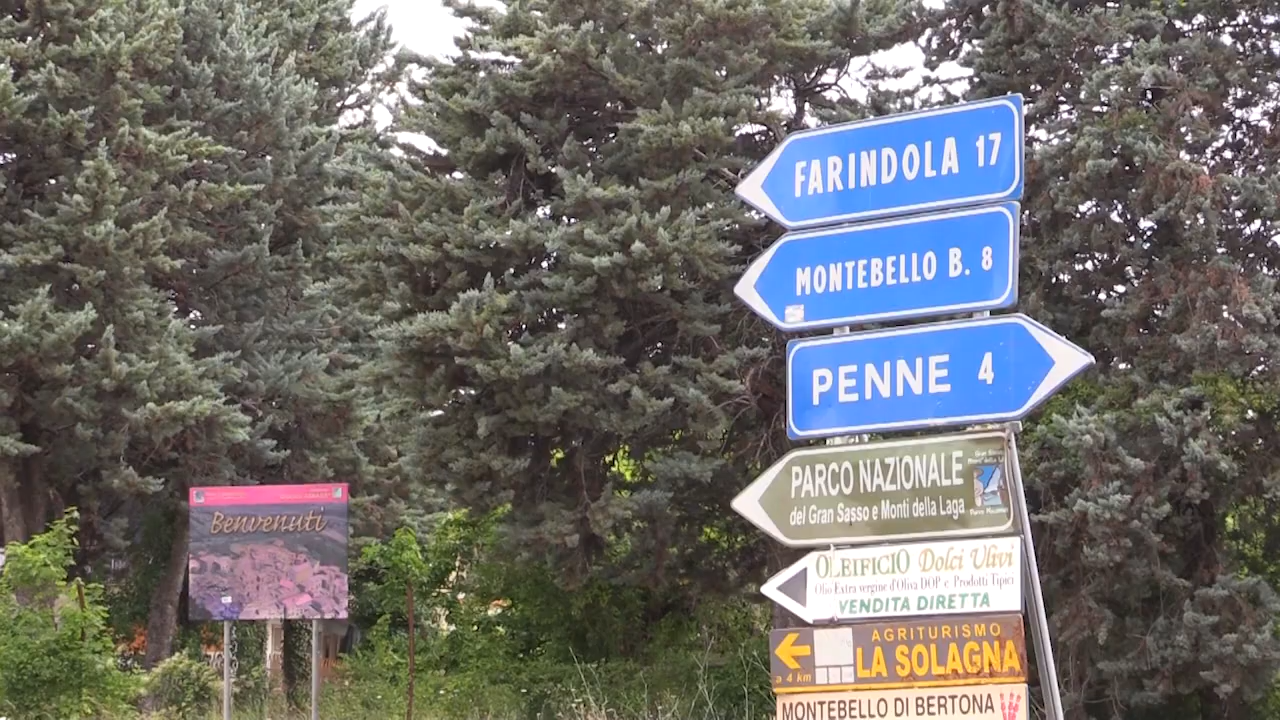 FARINDOLA 17
MONTEBELLO B. 8
PENNE 4
PARCO NAZIONALE
del Gran Sasso e Monti della Laga
OLEIFICIO Dolci Ulivi
Olio Extra vergine d'Oliva DOP e Prodotti Tipici
VENDITA DIRETTA
AGRITURISMO
LA SOLAGNA
a 4 km
MONTEBELLO DI BERTONA
Benvenuti